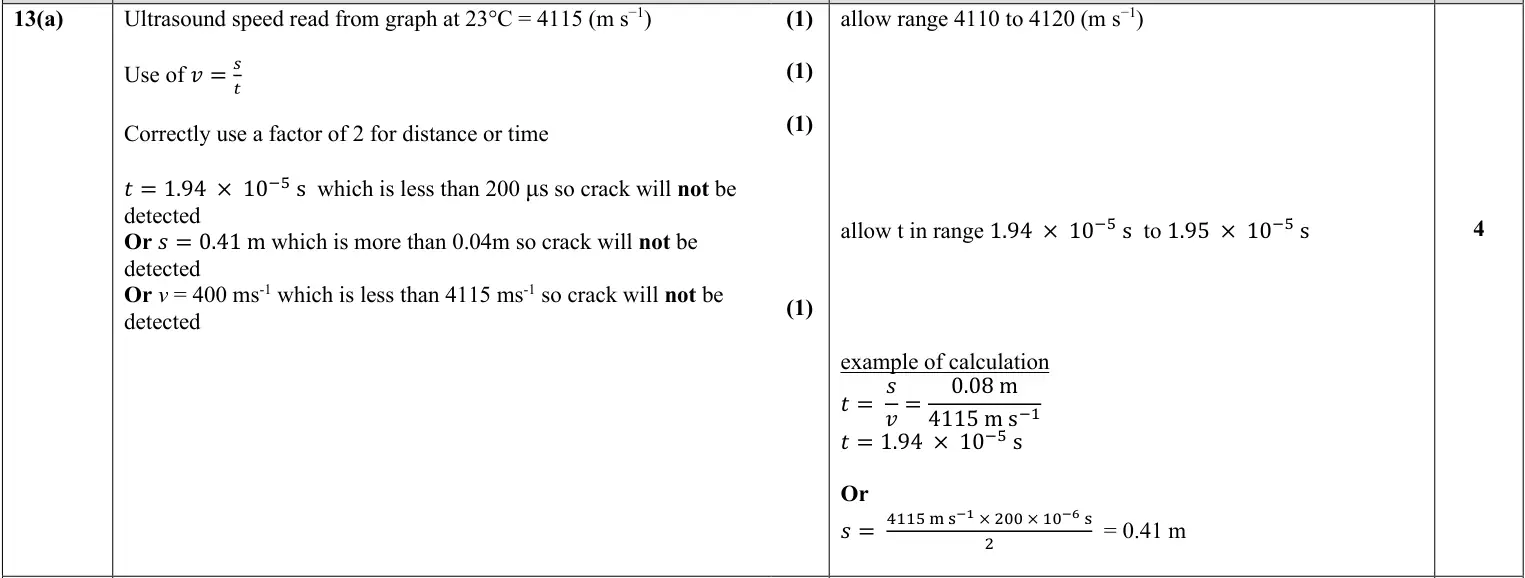 13(a)
Ultrasound speed read from graph at 23°C = 4115 (m s⁻¹) (1)
Use of 𝑣 = 𝑠/𝑡 (1)
Correctly use a factor of 2 for distance or time (1)
𝑡 = 1.94 × 10⁻⁵ s which is less than 200 µs so crack will not be
detected
Or 𝑠 = 0.41 m which is more than 0.04m so crack will not be
detected
Or v = 400 ms⁻¹ which is less than 4115 ms⁻¹ so crack will not be
detected (1)
allow range 4110 to 4120 (m s⁻¹)
allow t in range 1.94 × 10⁻⁵ s to 1.95 × 10⁻⁵ s
example of calculation
𝑡 = 𝑠/𝑣 = 0.08 m/4115 m s⁻¹
𝑡 = 1.94 × 10⁻⁵ s
Or
𝑠 = 4115 m s⁻¹ × 200 × 10⁻⁶ s/2 = 0.41 m
4